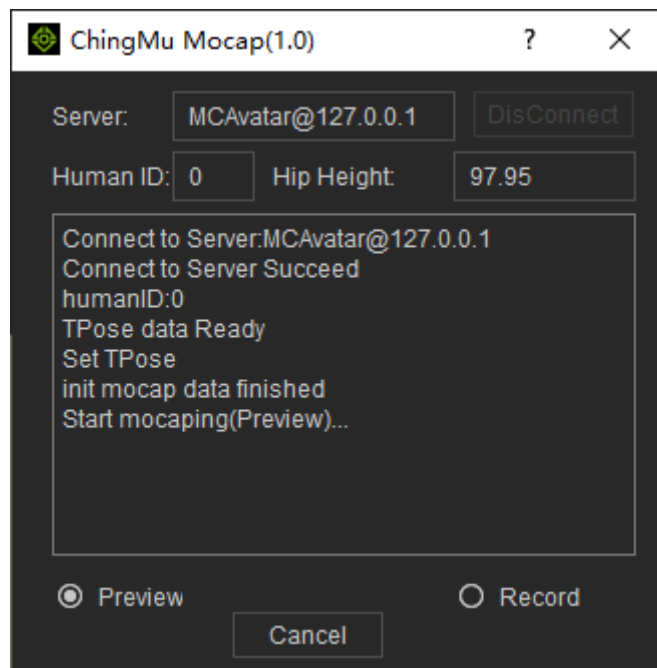 ChingMu Mocap(1.0) ? ×
Server: MCAvatar@127.0.0.1 DisConnect
Human ID: 0 Hip Height: 97.95
Connect to Server:MCAvatar@127.0.0.1
Connect to Server Succeed
humanID:0
TPose data Ready
Set TPose
init mocap data finished
Start mocaping(Preview)...
Preview Record
Cancel